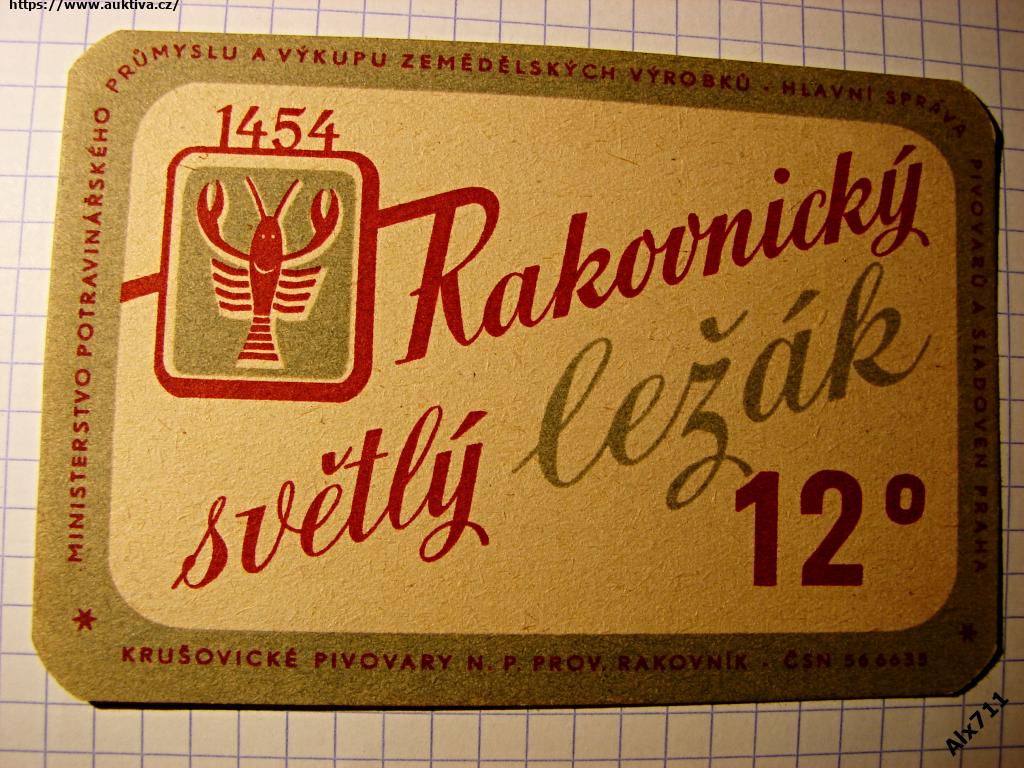 https://www.auktiva.cz/
MINISTERSTVO POTRAVINÁŘSKÉHO PRŮMYSLU A VÝKUPU ZEMĚDĚLSKÝCH VÝROBKŮ · HLAVNÍ SPRÁVA PIVOVARŮ A SLADOVEN PRAHA
1454
Rakovnický
světlý ležák
12°
KRUŠOVICKÉ PIVOVARY N. P. PROV. RAKOVNÍK · ČSN 56 6635
Alx711